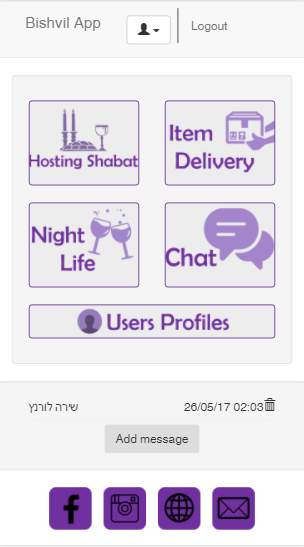 Bishvil App
Logout
Hosting Shabat
Item
Delivery
Night
Life
Chat
Users Profiles
שירה לורנץ
26/05/17 02:03
Add message